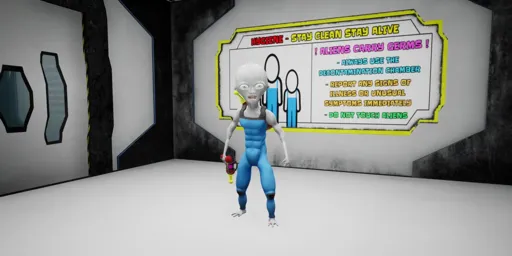 HYGIENE - STAY CLEAN STAY ALIVE
! ALIENS CARRY GERMS !
- ALWAYS USE THE
DECONTAMINATION CHAMBER
- REPORT ANY SIGNS OF
ILLNESS OR UNUSUAL
SYMPTOMS IMMEDIATELY
- DO NOT TOUCH ALIENS